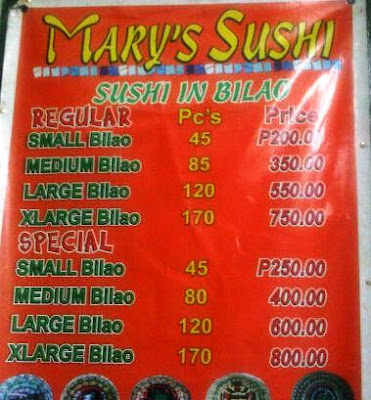 MARY'S SUSHI
SUSHI IN BILAO
REGULAR Pc's Price
SMALL BIlao 45 P200.00
MEDIUM BIlao 85 350.00
LARGE BIlao 120 550.00
XLARGE BIlao 170 750.00
SPECIAL
SMALL BIlao 45 P250.00
MEDIUM BIlao 80 400.00
LARGE BIlao 120 600.00
XLARGE BIlao 170 800.00